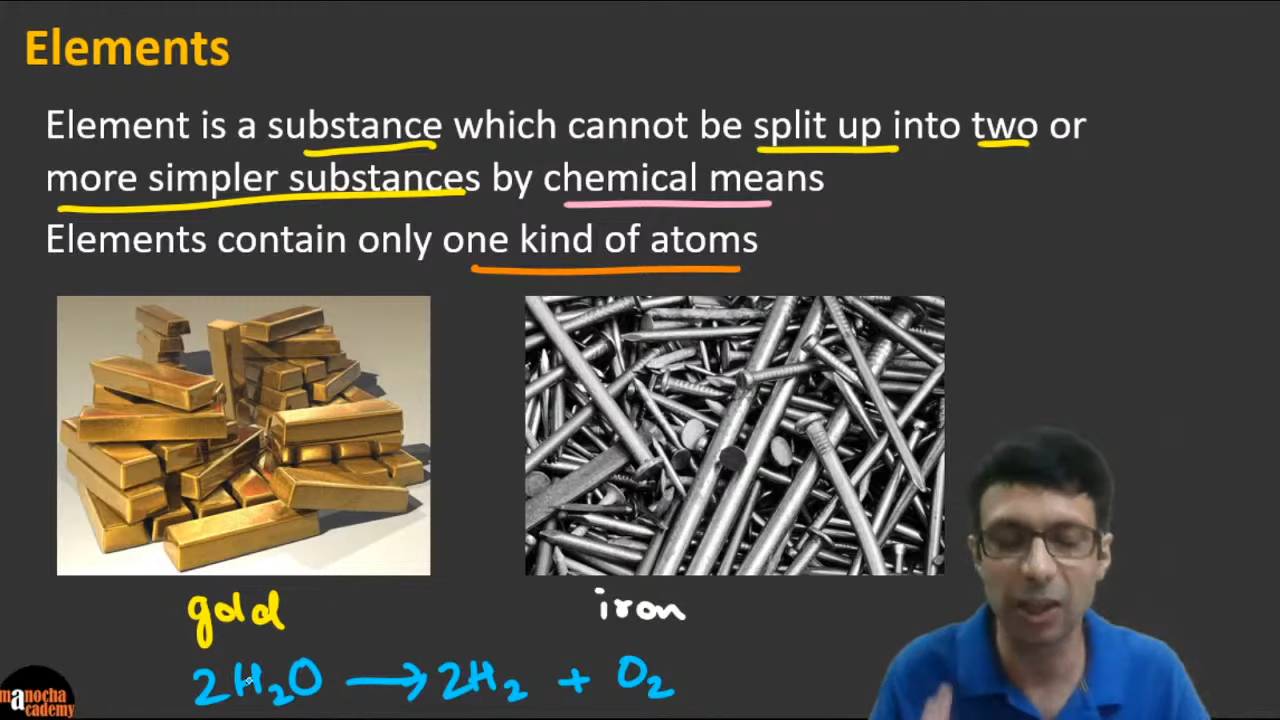 Elements
Element is a substance which cannot be split up into two or
more simpler substances by chemical means
Elements contain only one kind of atoms
gold
iron
2H₂O → 2H₂ + O₂
manocha
academy